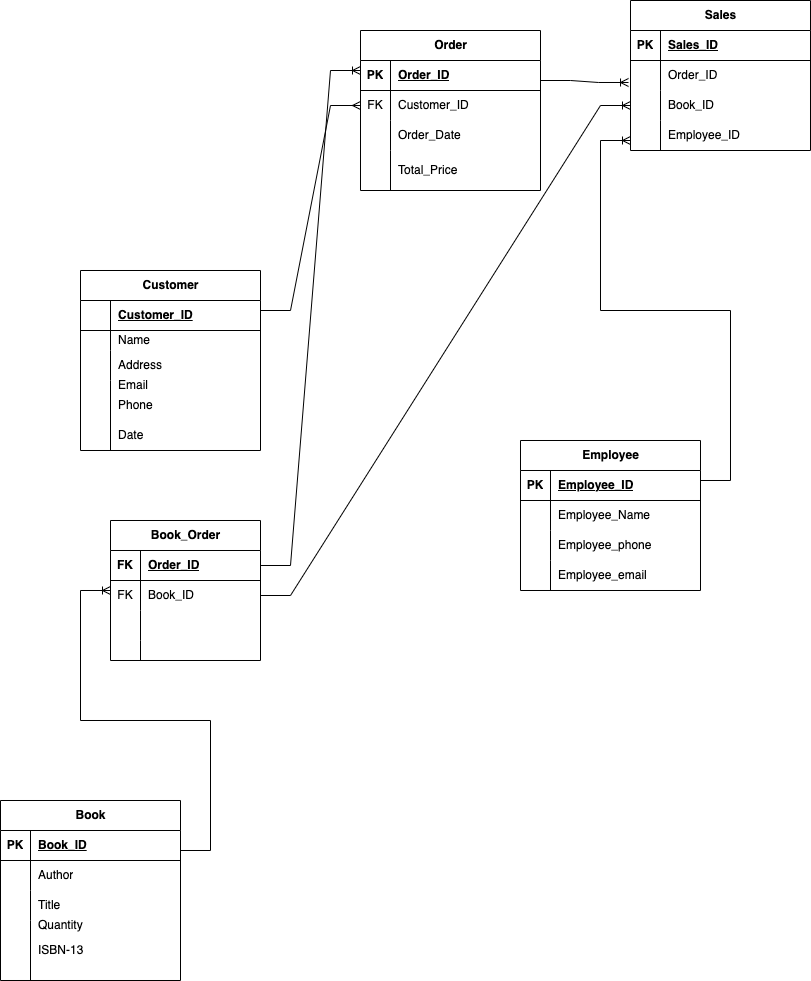 Sales
PK Sales_ID
Order_ID
Book_ID
Employee_ID
Order
PK Order_ID
FK Customer_ID
Order_Date
Total_Price
Customer
Customer_ID
Name
Address
Email
Phone
Date
Employee
PK Employee_ID
Employee_Name
Employee_phone
Employee_email
Book_Order
FK Order_ID
FK Book_ID
Book
PK Book_ID
Author
Title
Quantity
ISBN-13